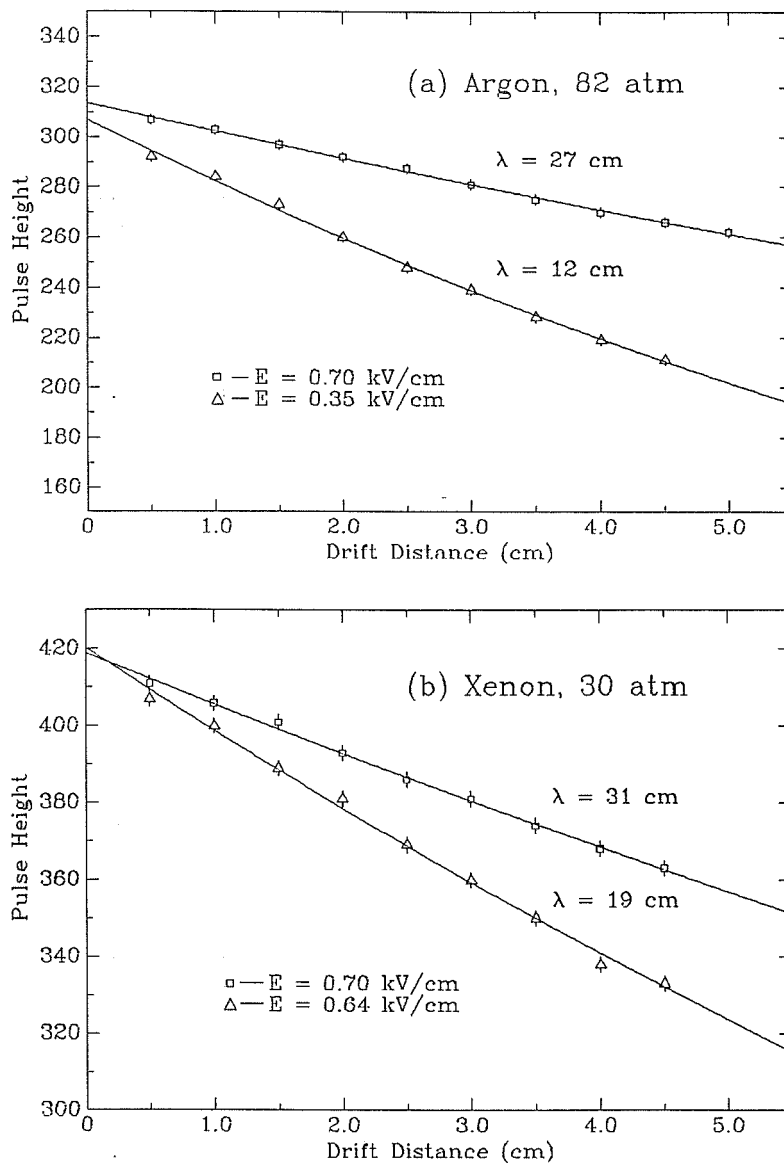 340
320
300
280
260
240
220
200
180
160
Pulse Height
(a) Argon, 82 atm
λ = 27 cm
λ = 12 cm
□ — E = 0.70 kV/cm
△ — E = 0.35 kV/cm
0 1.0 2.0 3.0 4.0 5.0
Drift Distance (cm)
420
400
380
360
340
320
300
Pulse Height
(b) Xenon, 30 atm
λ = 31 cm
λ = 19 cm
□ — E = 0.70 kV/cm
△ — E = 0.64 kV/cm
0 1.0 2.0 3.0 4.0 5.0
Drift Distance (cm)